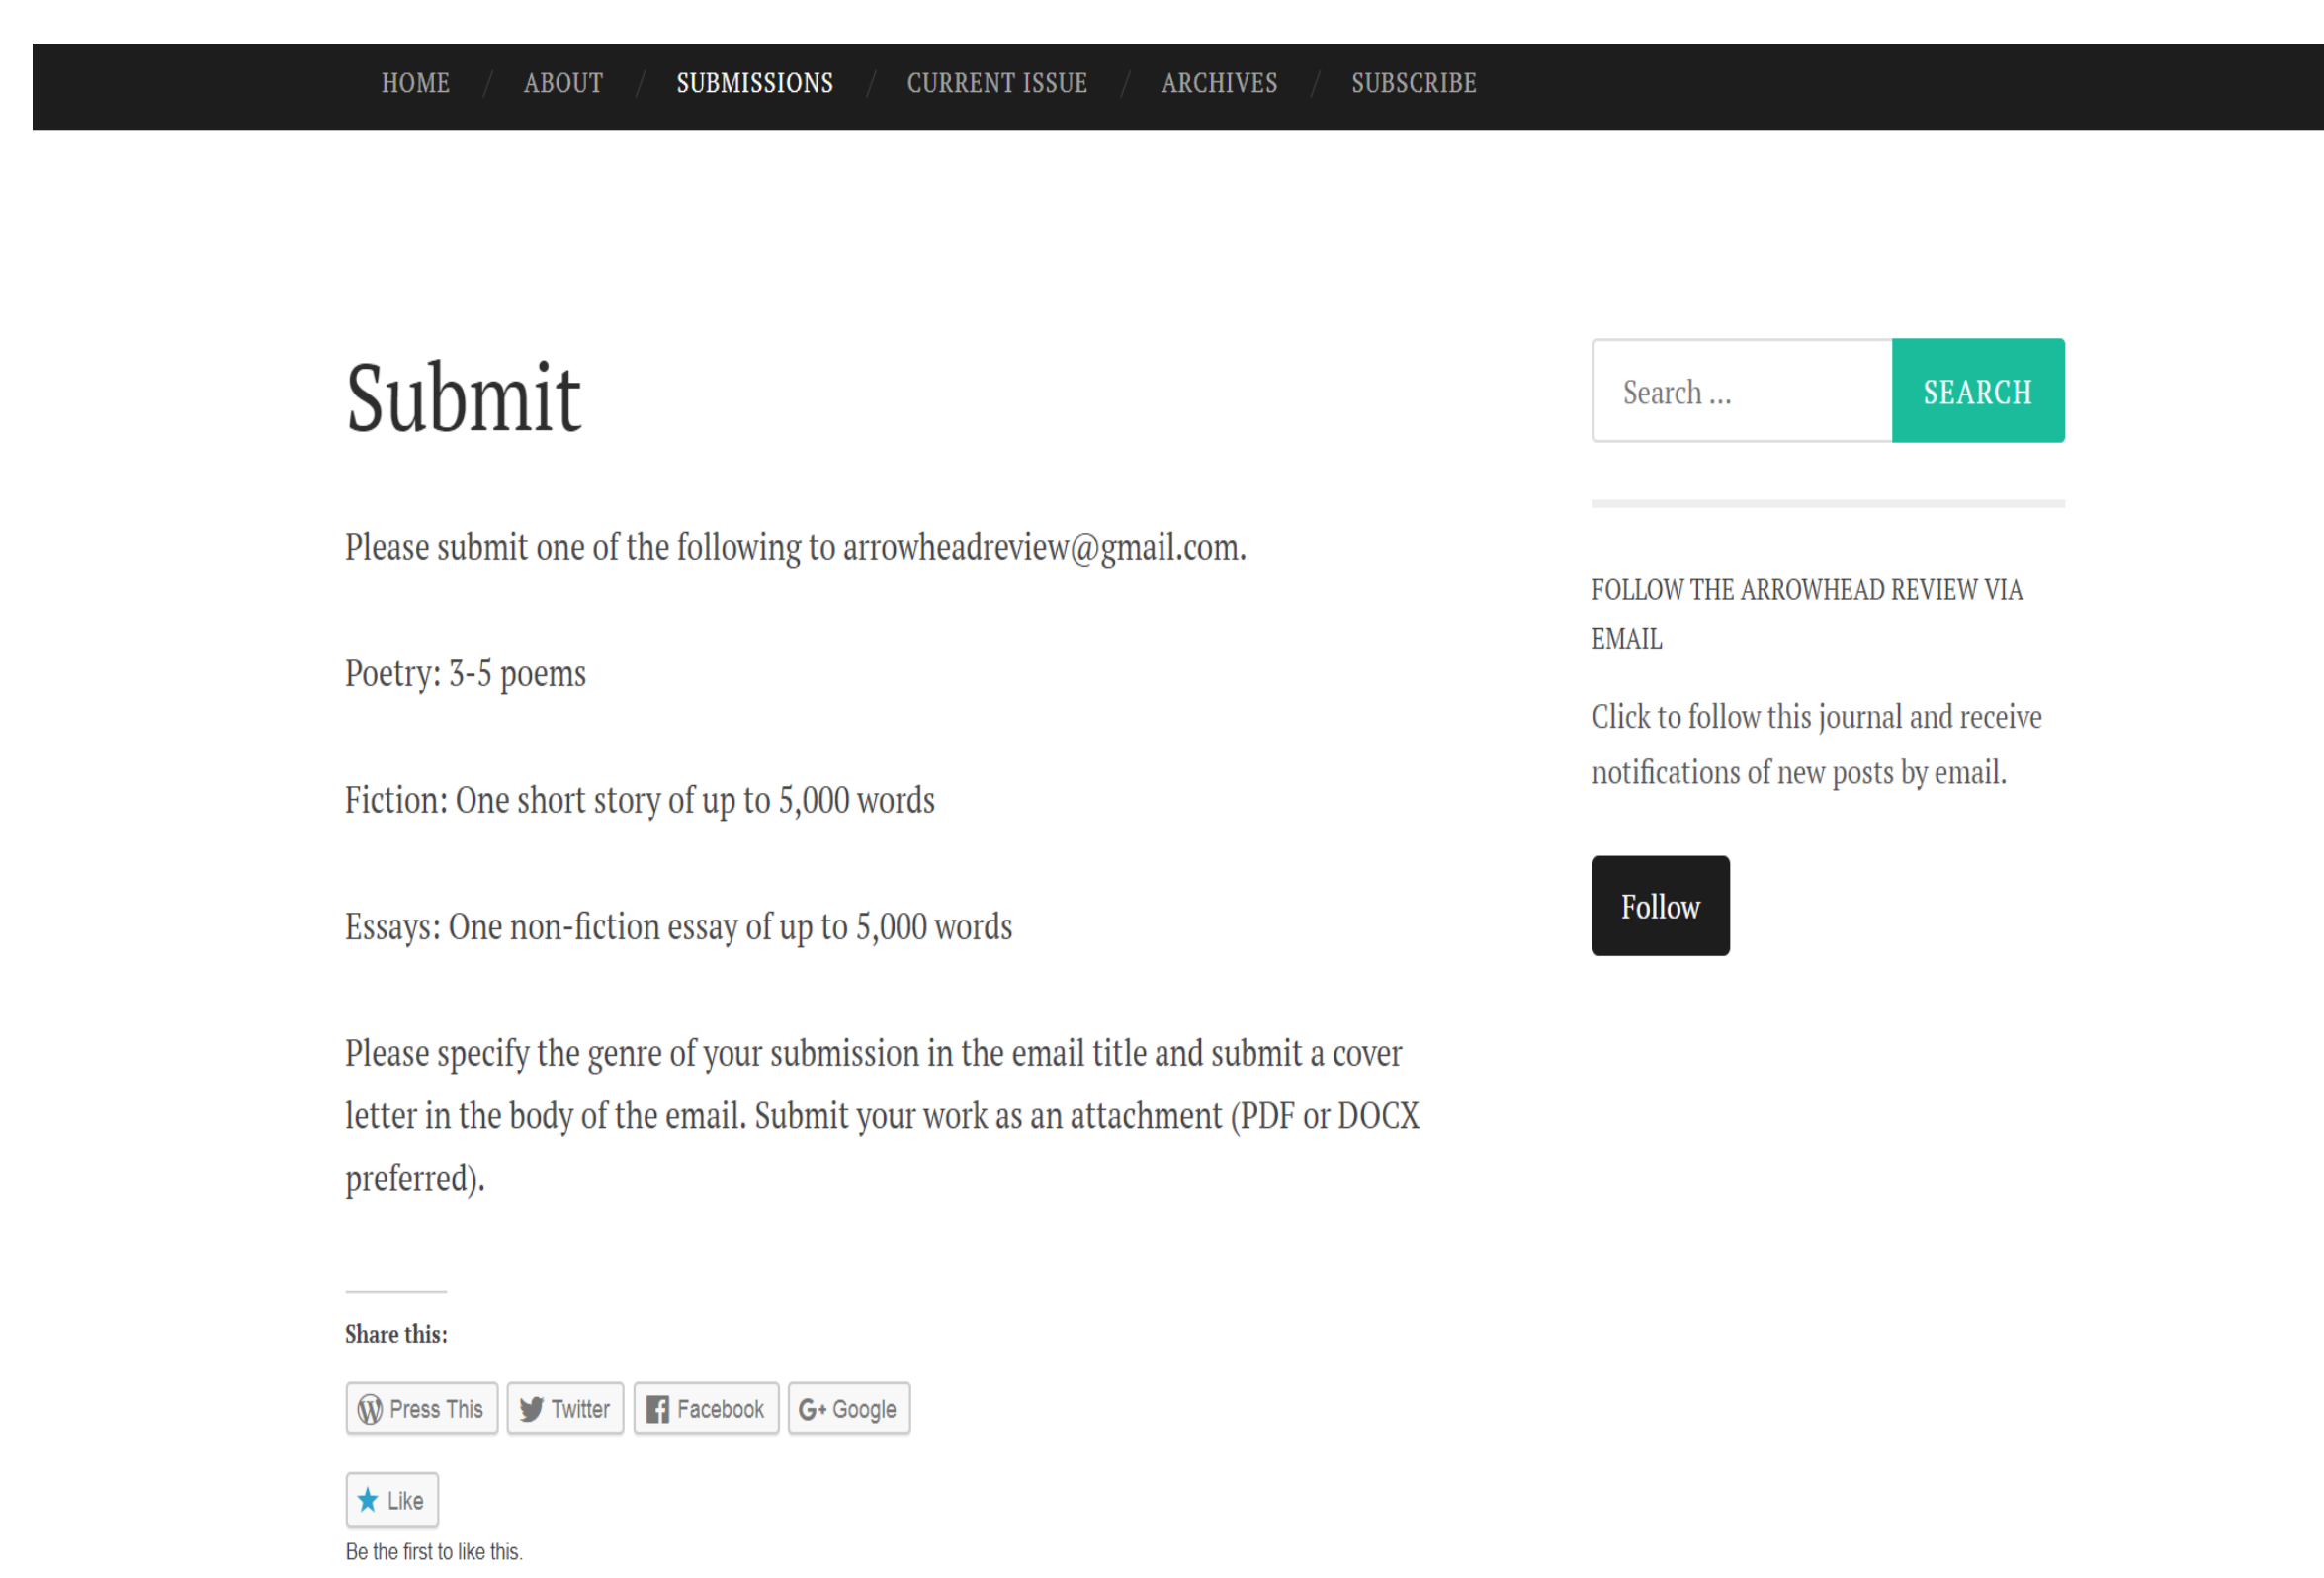 HOME / ABOUT / SUBMISSIONS / CURRENT ISSUE / ARCHIVES / SUBSCRIBE
Submit
Please submit one of the following to arrowheadreview@gmail.com.
Poetry: 3-5 poems
Fiction: One short story of up to 5,000 words
Essays: One non-fiction essay of up to 5,000 words
Please specify the genre of your submission in the email title and submit a cover
letter in the body of the email. Submit your work as an attachment (PDF or DOCX
preferred).
Share this:
Press This Twitter Facebook G+ Google
Like
Be the first to like this.
Search ... SEARCH
FOLLOW THE ARROWHEAD REVIEW VIA
EMAIL
Click to follow this journal and receive
notifications of new posts by email.
Follow